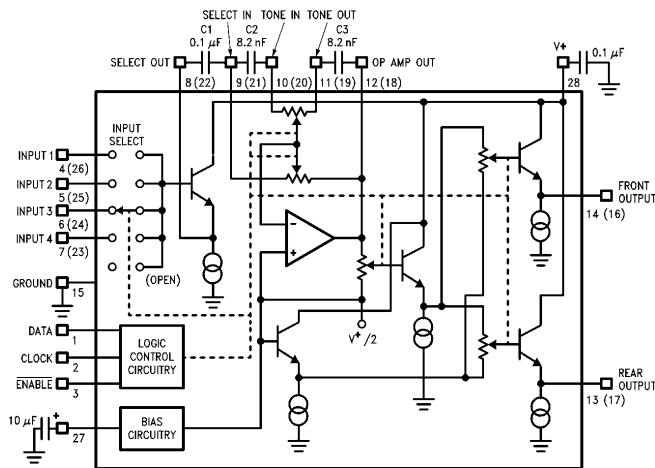 SELECT IN TONE IN TONE OUT
C1 C2 C3
0.1 µF 8.2 nF 8.2 nF
SELECT OUT
OP AMP OUT
V+
0.1 µF
8 (22) 9 (21) 10 (20) 11 (19) 12 (18)
28
INPUT
SELECT
INPUT 1
4 (26)
INPUT 2
5 (25)
INPUT 3
6 (24)
INPUT 4
7 (23)
(OPEN)
GROUND
15
DATA
1
CLOCK
2
ENABLE
3
LOGIC
CONTROL
CIRCUITRY
10 µF
+
27
BIAS
CIRCUITRY
−
+
V+/2
FRONT
OUTPUT
14 (16)
REAR
OUTPUT
13 (17)